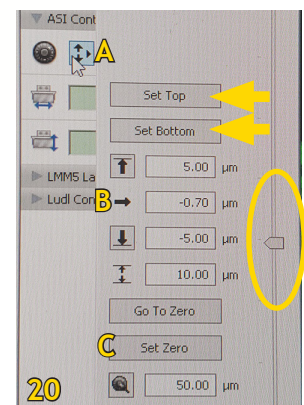 ASI Cont
A
Set Top
Set Bottom
5.00 μm
LMM5 La
Ludl Con
B -0.70 μm
-5.00 μm
10.00 μm
Go To Zero
C Set Zero
20 50.00 μm